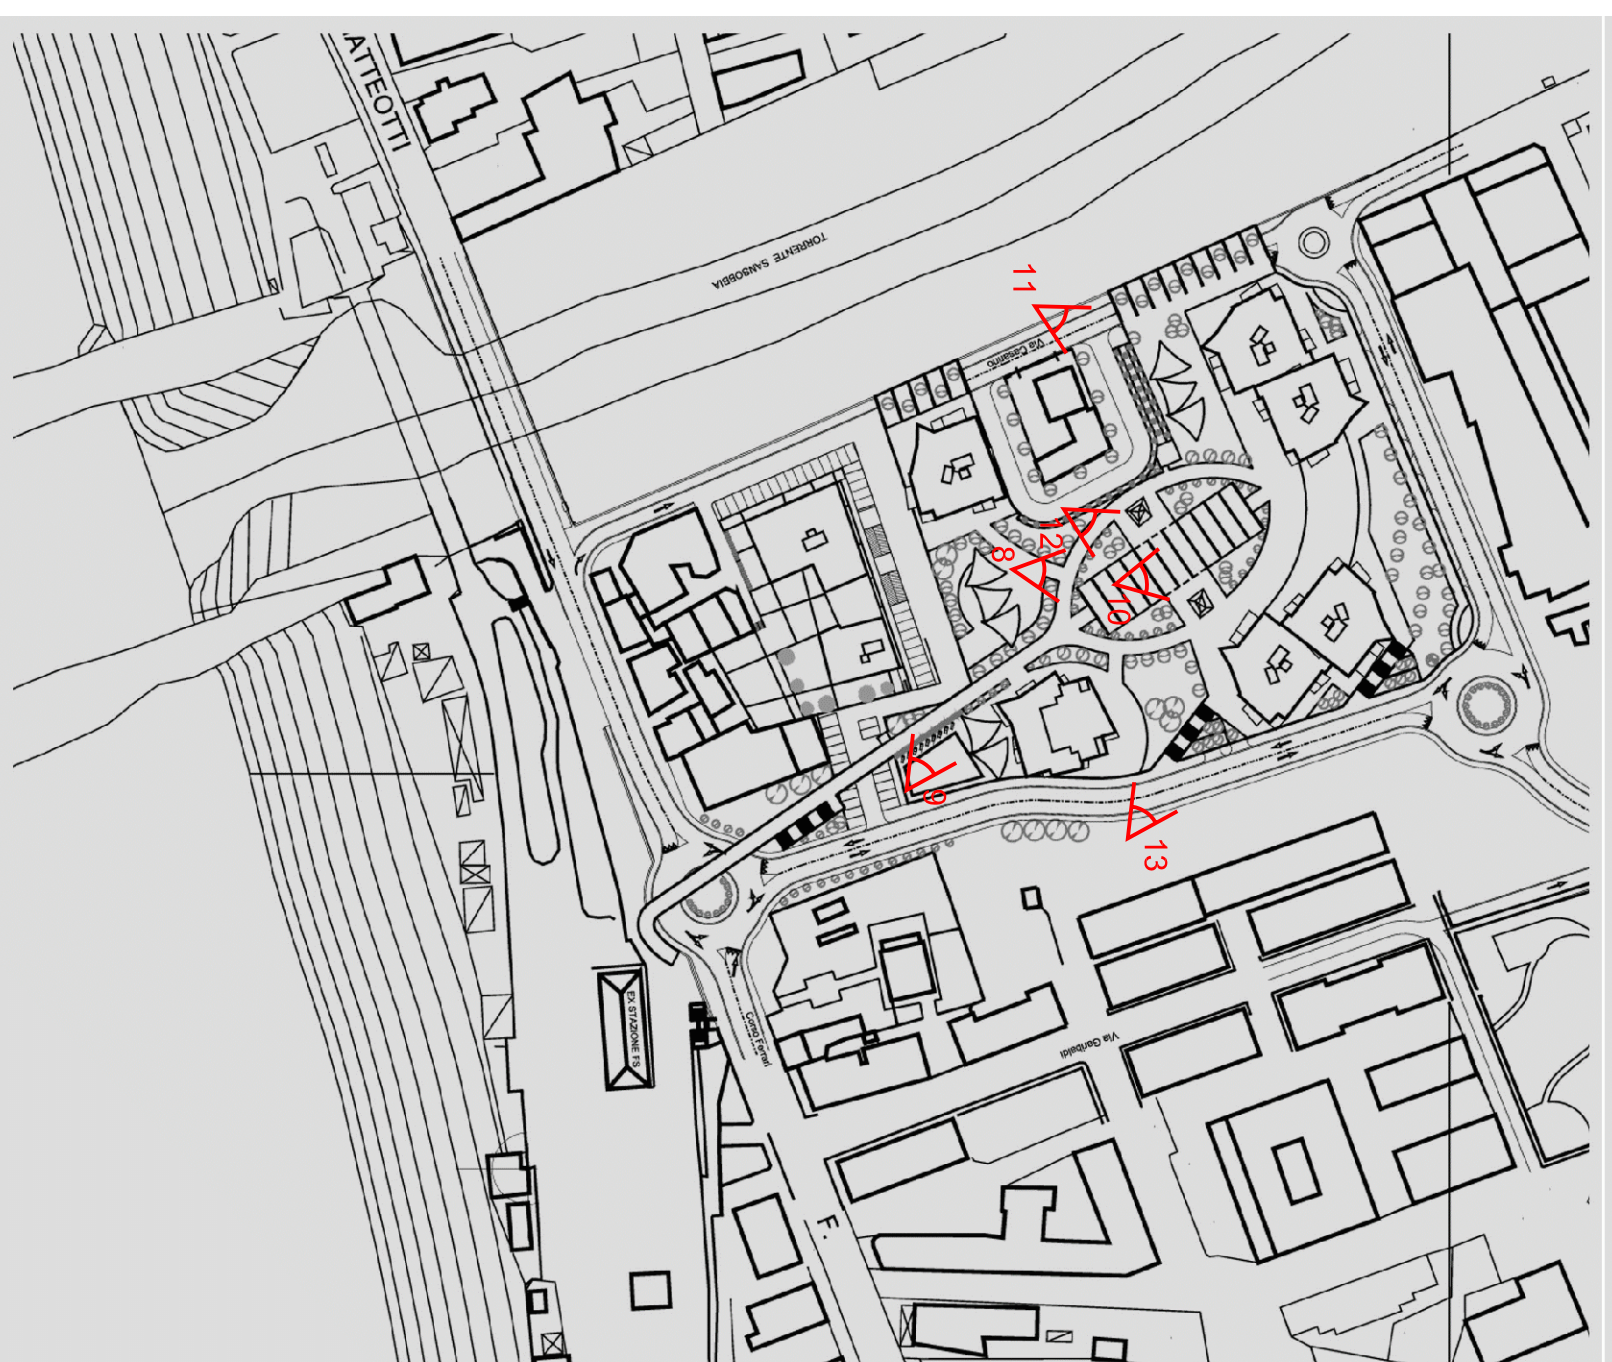 ATTEOTTI
TORRENTE SANSOBBIA
11
Via Cesarino
12
8
10
9
13
EX STAZIONE FS
Corso Ferrari
Via Garibaldi
F.